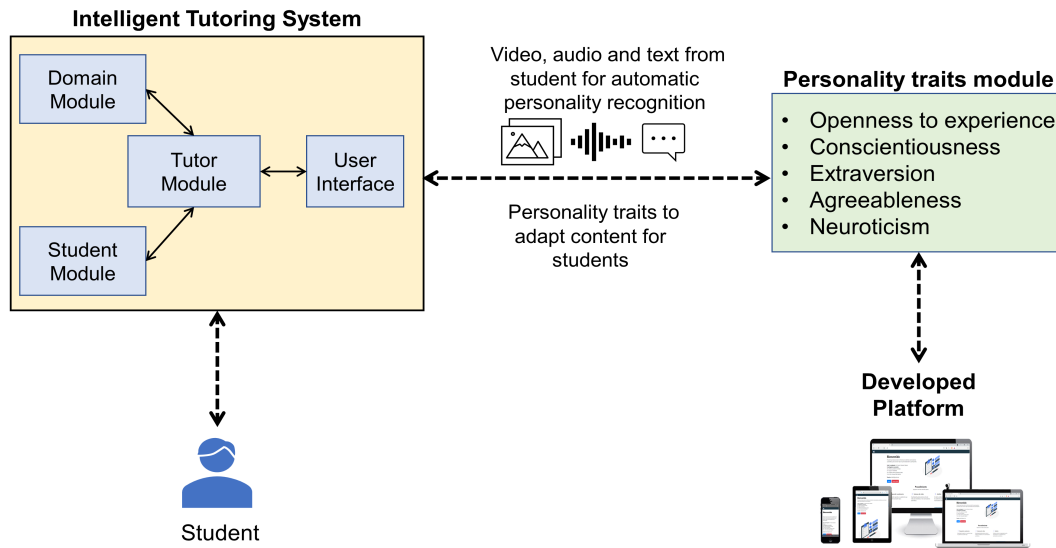 Intelligent Tutoring System
Domain
Module
Tutor
Module
User
Interface
Student
Module
Video, audio and text from
student for automatic
personality recognition
Personality traits to
adapt content for
students
Personality traits module
• Openness to experience
• Conscientiousness
• Extraversion
• Agreeableness
• Neuroticism
Developed
Platform
Student